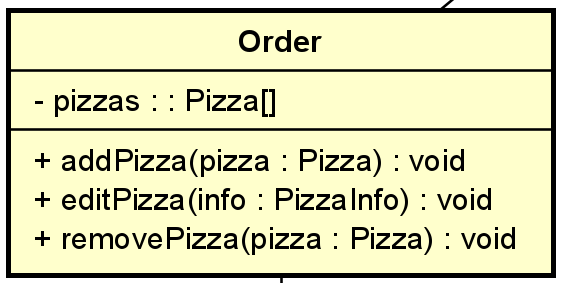 Order
- pizzas : : Pizza[]
+ addPizza(pizza : Pizza) : void
+ editPizza(info : PizzaInfo) : void
+ removePizza(pizza : Pizza) : void